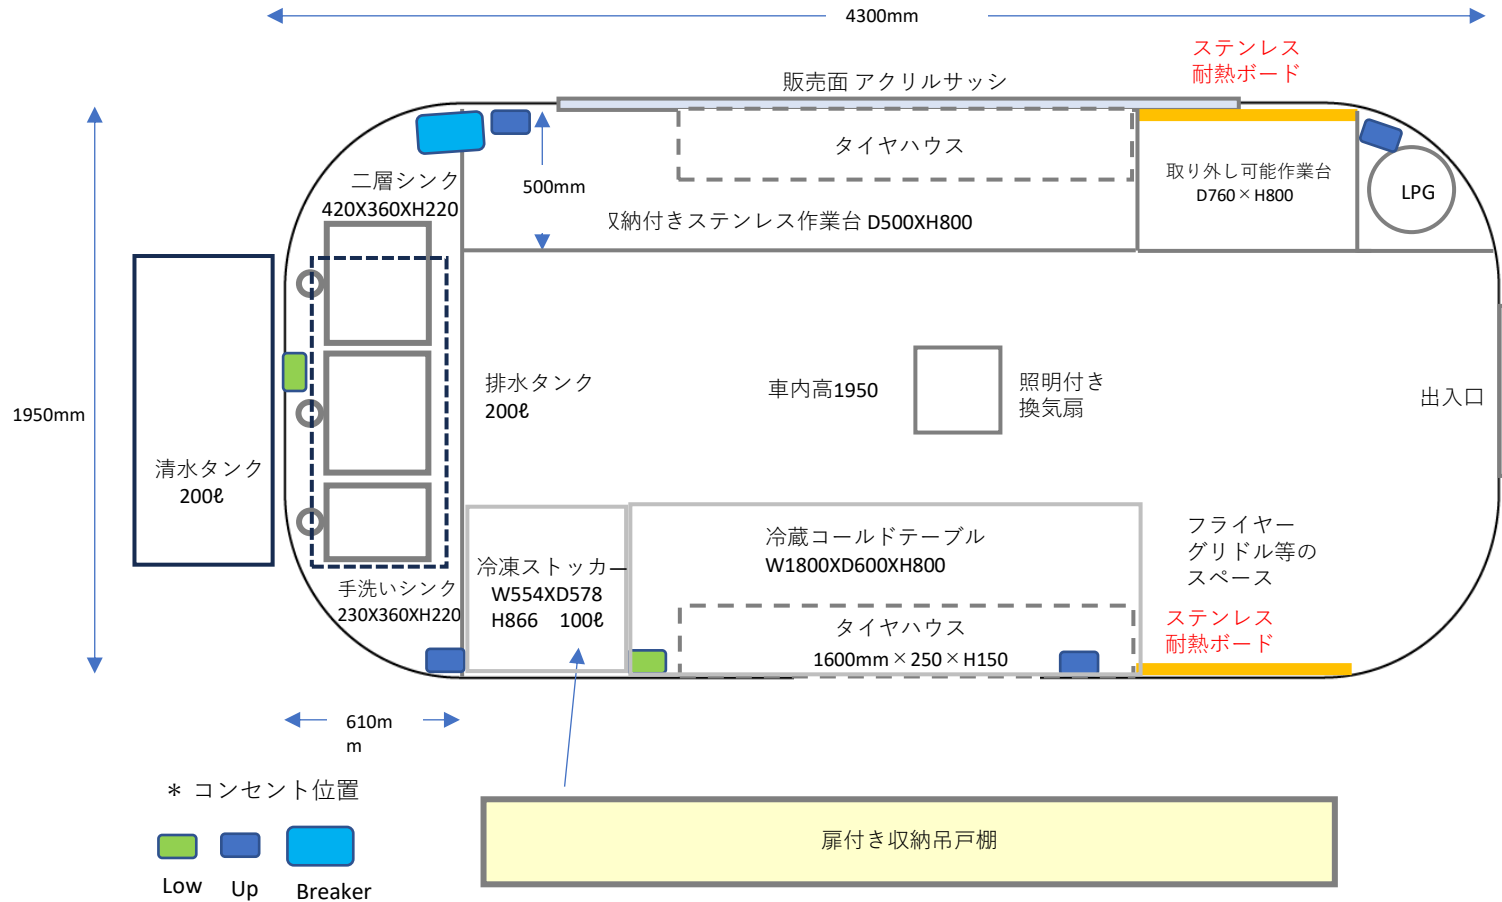 4300mm
ステンレス
耐熱ボード
販売面 アクリルサッシ
タイヤハウス
二層シンク
420X360XH220
500mm
取り外し可能作業台
D760×H800
LPG
収納付きステンレス作業台 D500XH800
1950mm
清水タンク
200ℓ
排水タンク
200ℓ
車内高1950
照明付き
換気扇
出入口
手洗いシンク
230X360XH220
冷凍ストッカー
W554XD578
H866 100ℓ
冷蔵コールドテーブル
W1800XD600XH800
タイヤハウス
1600mm×250×H150
フライヤー
グリドル等の
スペース
ステンレス
耐熱ボード
610m
m
＊ コンセント位置
Low
Up
Breaker
扉付き収納吊戸棚